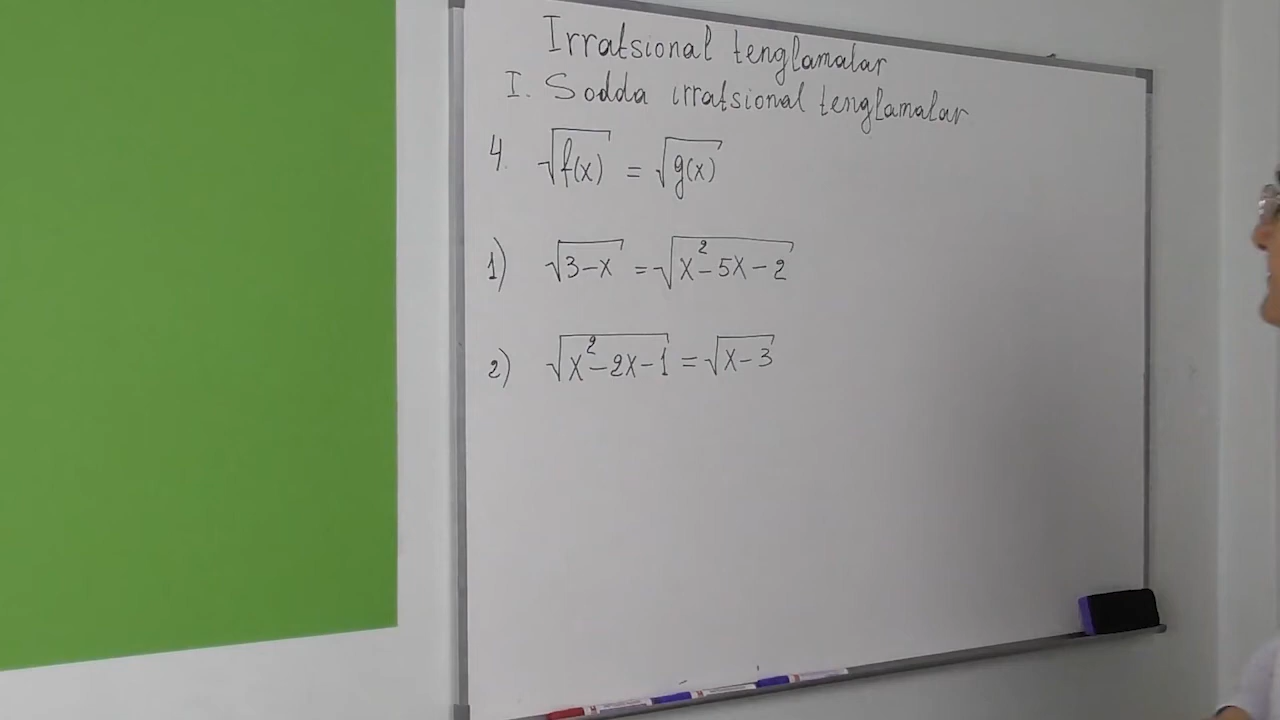 Irratsional tenglamalar
I. Sodda irratsional tenglamalar
4. √f(x) = √g(x)
1) √3-x = √x²-5x-2
2) √x²-2x-1 = √x-3